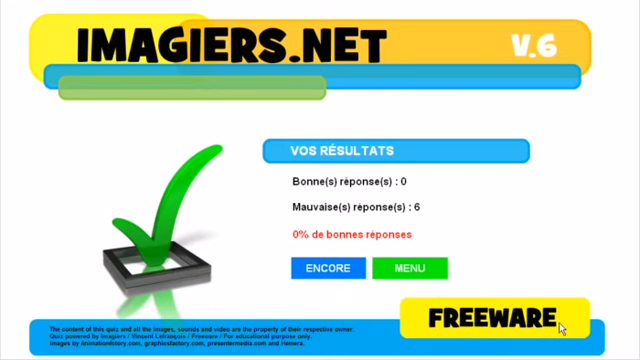 IMAGIERS.NET
V.6
VOS RÉSULTATS
Bonne(s) réponse(s) : 0
Mauvaise(s) réponse(s) : 6
0% de bonnes réponses
ENCORE
MENU
FREEWARE
The content of this quiz and all the images, sounds and video are the property of their respective owner.
Quiz powered by Imagiers / Vincent Lefrançois / Freeware / For educational purpose only.
Images by Animationfctory.com, graphicsfactory.com, presentermedia.com and Hemera.